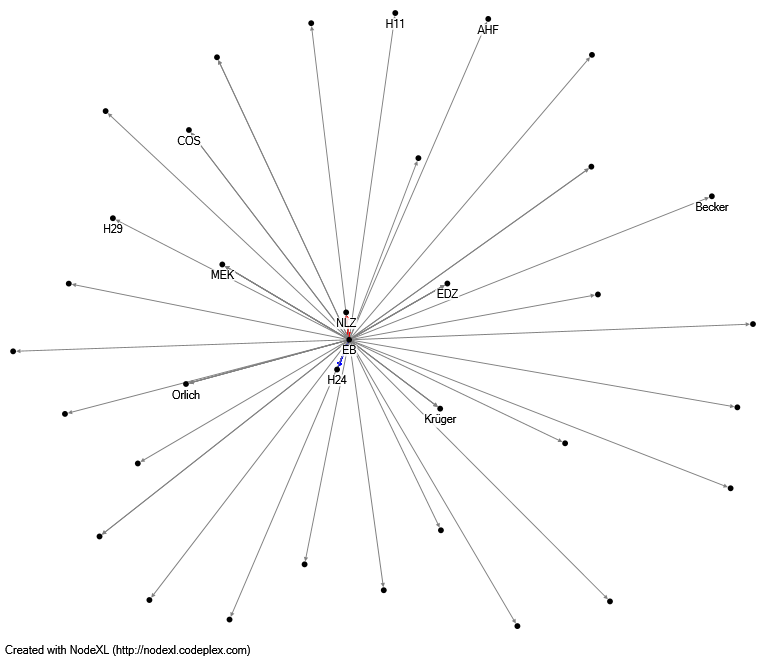 H11
AHF
COS
Becker
H29
MEK
EDZ
NLZ
EB
H24
Orlich
Krüger
Created with NodeXL (http://nodexl.codeplex.com)